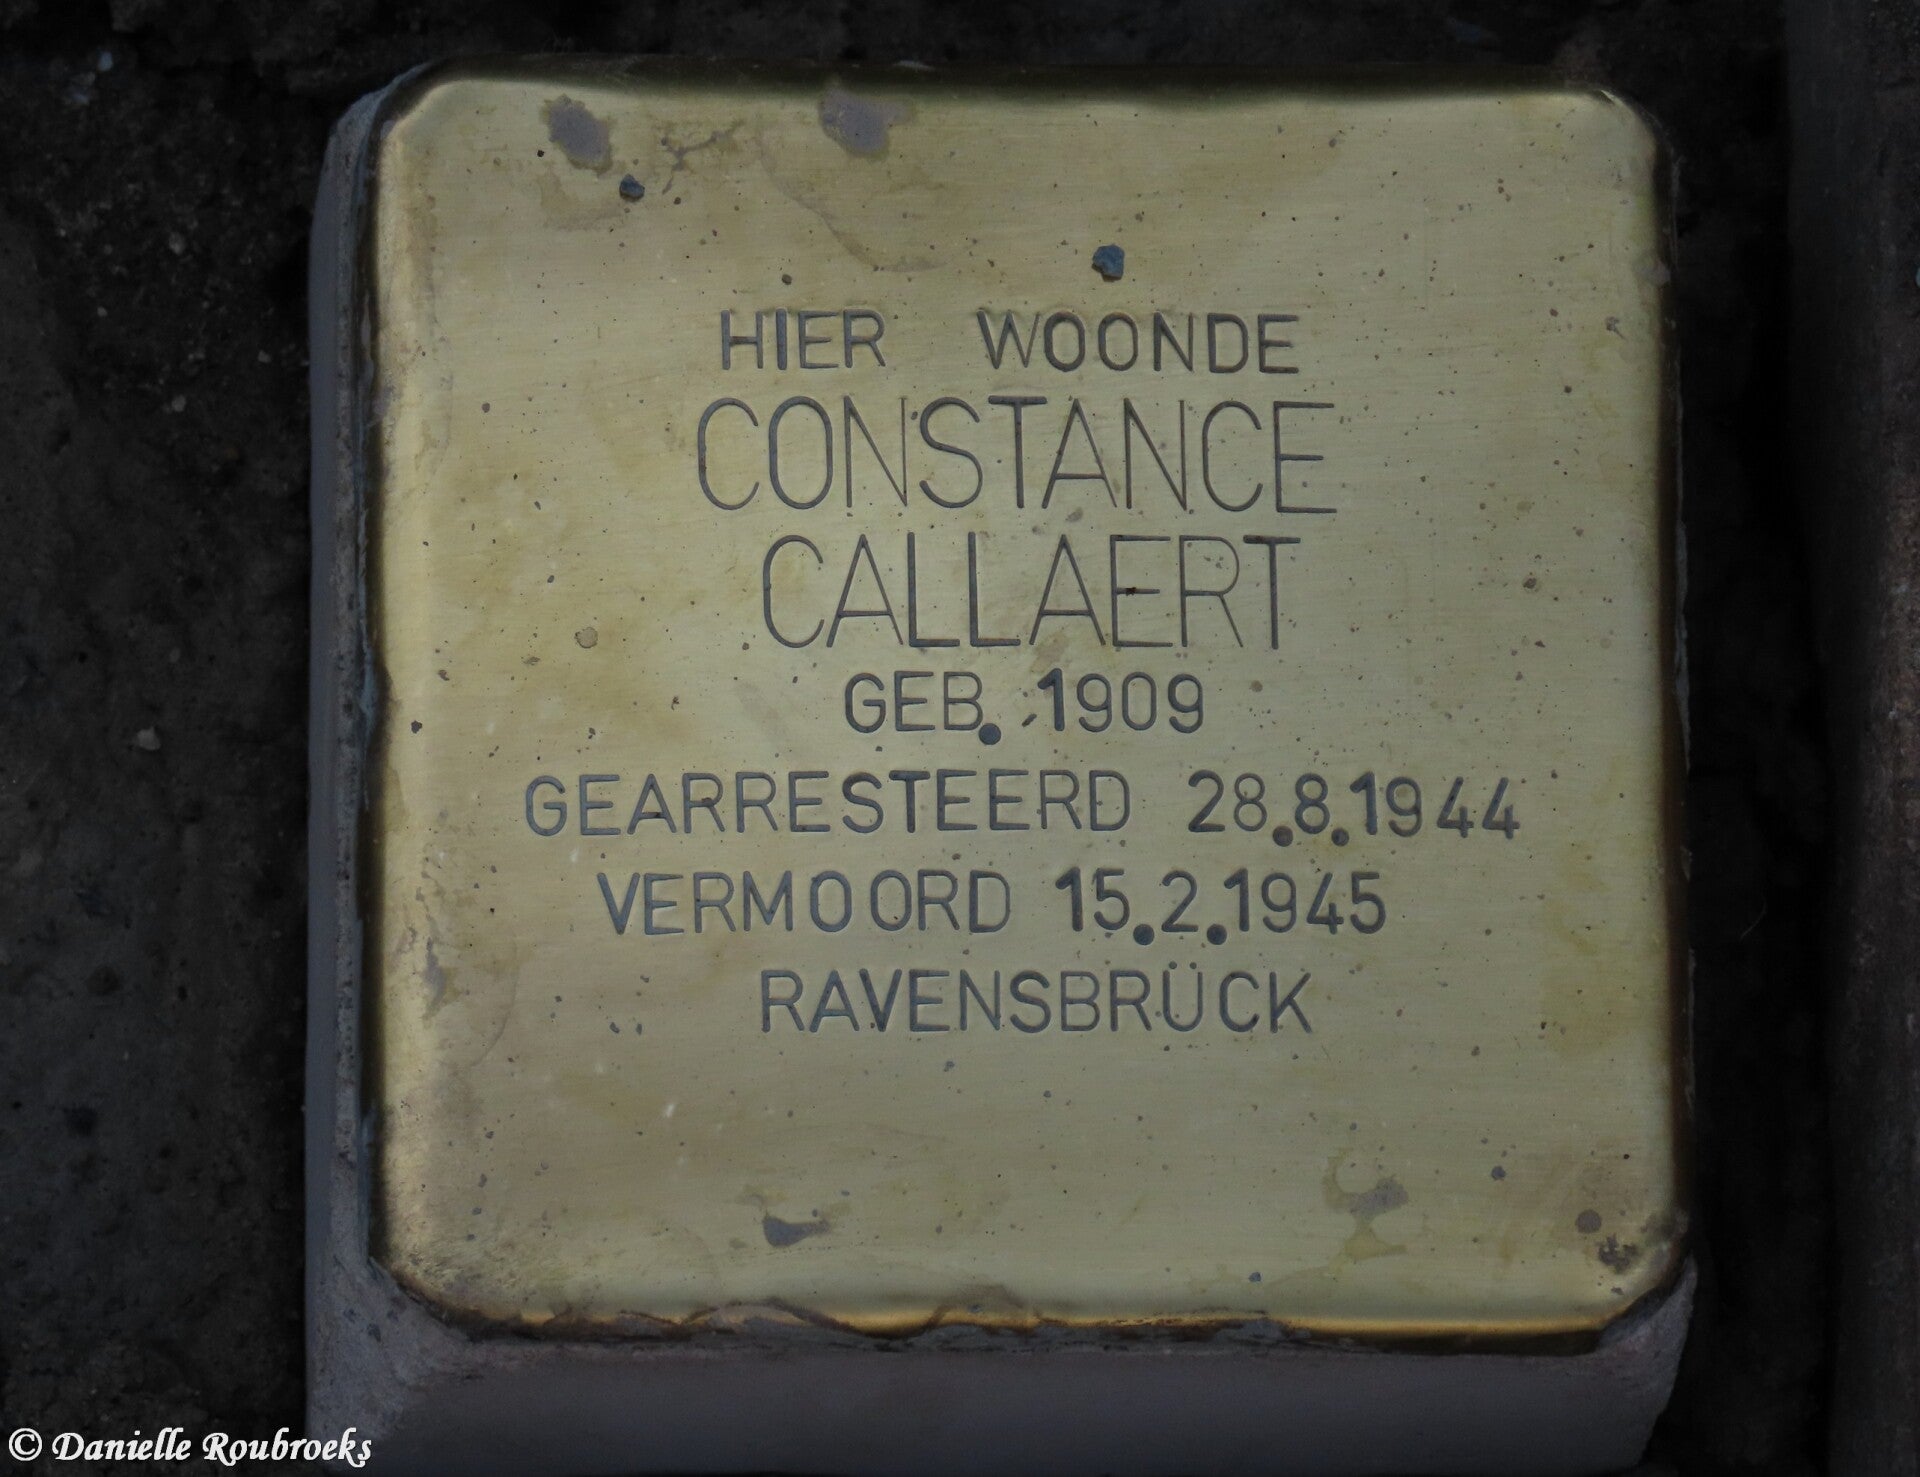 HIER WOONDE
CONSTANCE
CALLAERT
GEB. 1909
GEARRESTEERD 28.8.1944
VERMOORD 15.2.1945
RAVENSBRÜCK
© Danielle Roubroeks